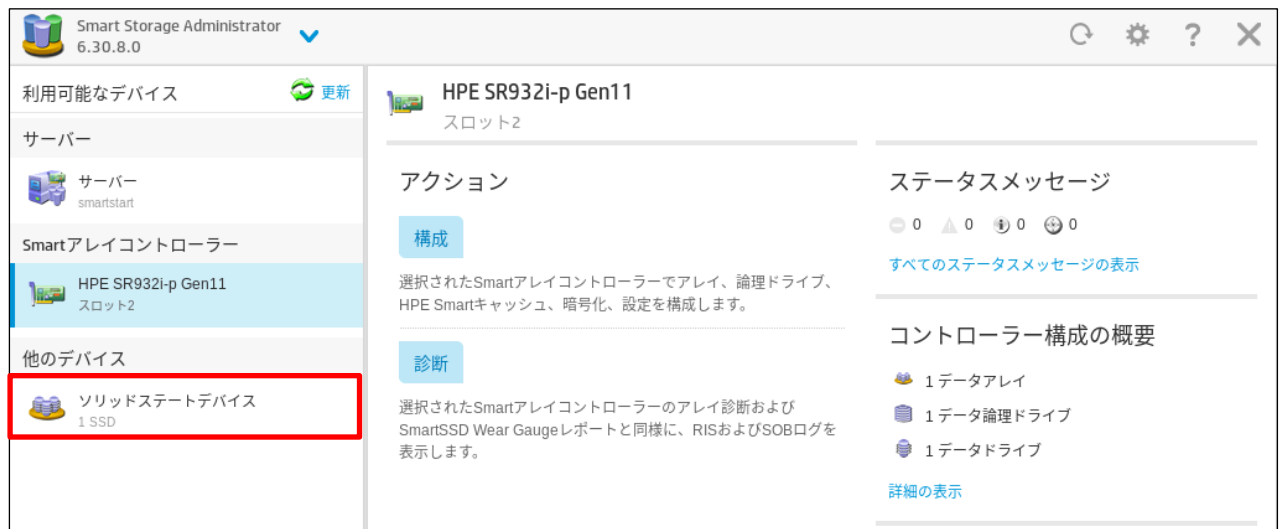 Smart Storage Administrator
6.30.8.0
?
利用可能なデバイス
更新
サーバー
サーバー
smartstart
Smartアレイコントローラー
HPE SR932i-p Gen11
スロット2
他のデバイス
ソリッドステートデバイス
1 SSD
HPE SR932i-p Gen11
スロット2
アクション
構成
選択されたSmartアレイコントローラーでアレイ、論理ドライブ、
HPE Smartキャッシュ、暗号化、設定を構成します。
診断
選択されたSmartアレイコントローラーのアレイ診断および
SmartSSD Wear Gaugeレポートと同様に、RISおよびSOBログを
表示します。
ステータスメッセージ
0 0 0 0
すべてのステータスメッセージの表示
コントローラー構成の概要
1 データアレイ
1 データ論理ドライブ
1 データドライブ
詳細の表示